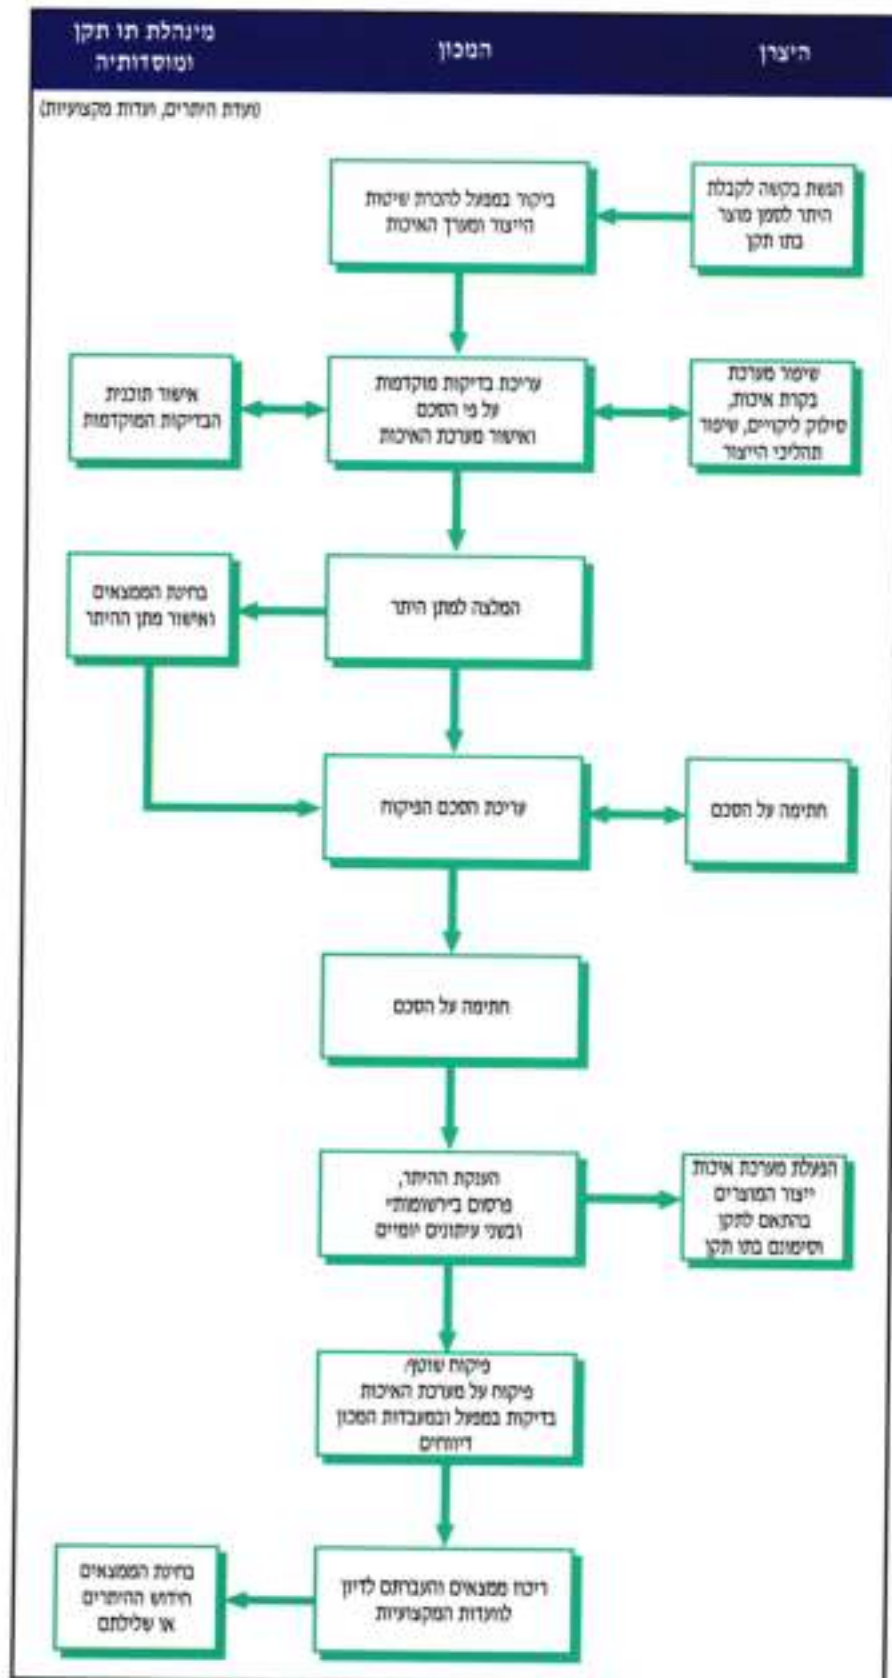 היצרן
המכון
מינהלת תו תקן
ומוסדותיה
(ועדת היתרים, ועדות מקצועיות)
הגשת בקשה לקבלת
היתר לסמן מוצר
בתו תקן
ביקור במפעל להכרת שיטות
הייצור ומערך האיכות
שיפור מערכת
בקרת איכות,
סילוק ליקויים, שיפור
תהליכי הייצור
עריכת בדיקות מוקדמות
על פי הסכם
ואישור מערכת האיכות
אישור תוכנית
הבדיקות המוקדמות
המלצה למתן היתר
בחינת הממצאים
ואישור מתן ההיתר
חתימה על הסכם
עריכת הסכם הפיקוח
חתימה על הסכם
הענקת ההיתר,
פרסום ב״רשומות״
ובשני עיתונים יומיים
הפעלת מערכת איכות
ייצור המוצרים
בהתאם לתקן
וסימונם בתו תקן
פיקוח שוטף:
פיקוח על מערכת האיכות
בדיקות במפעל ובמעבדות המכון
דיווחים
ריכוז ממצאים והעברתם לדיון
לוועדות המקצועיות
בחינת הממצאים
חידוש ההיתרים
או שלילתם